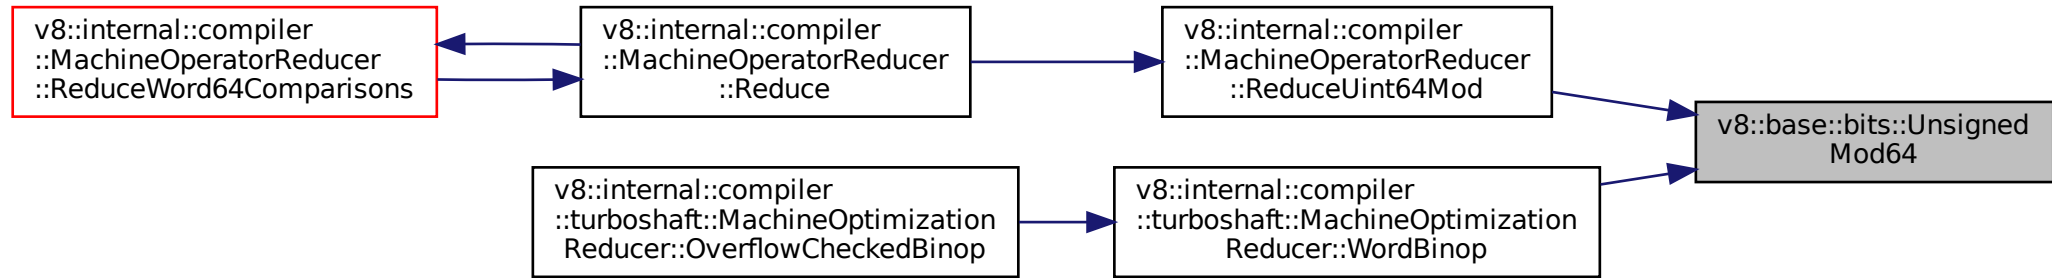 v8::internal::compiler
::MachineOperatorReducer
::ReduceWord64Comparisons
v8::internal::compiler
::MachineOperatorReducer
::Reduce
v8::internal::compiler
::MachineOperatorReducer
::ReduceUint64Mod
v8::base::bits::Unsigned
Mod64
v8::internal::compiler
::turboshaft::MachineOptimization
Reducer::OverflowCheckedBinop
v8::internal::compiler
::turboshaft::MachineOptimization
Reducer::WordBinop